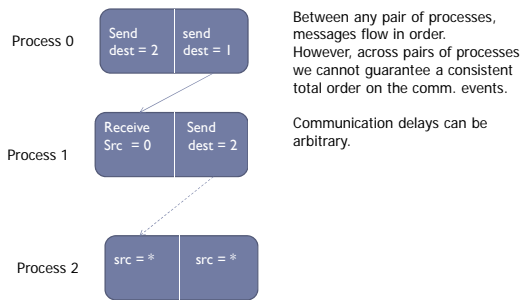 Process 0
Send
dest = 2
send
dest = 1
Between any pair of processes,
messages flow in order.
However, across pairs of processes
we cannot guarantee a consistent
total order on the comm. events.
Communication delays can be
arbitrary.
Process 1
Receive
Src = 0
Send
dest = 2
Process 2
src = *
src = *